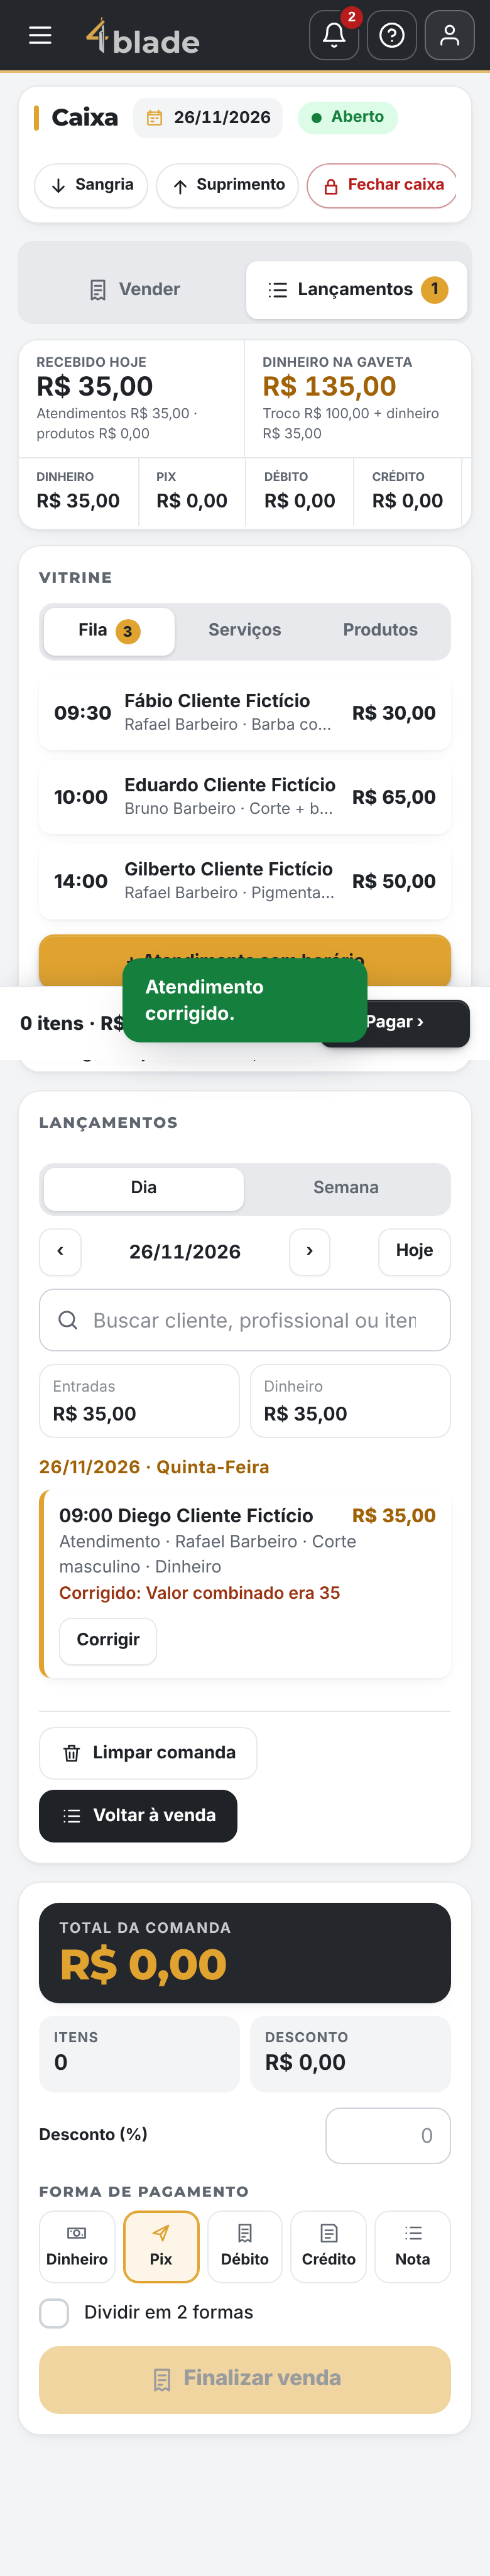 2
4blade
Caixa
26/11/2026
Aberto
Sangria
Suprimento
Fechar caixa
Vender
Lançamentos 1
RECEBIDO HOJE
R$ 35,00
Atendimentos R$ 35,00 ·
produtos R$ 0,00
DINHEIRO NA GAVETA
R$ 135,00
Troco R$ 100,00 + dinheiro
R$ 35,00
DINHEIRO
R$ 35,00
PIX
R$ 0,00
DÉBITO
R$ 0,00
CRÉDITO
R$ 0,00
VITRINE
Fila 3
Serviços
Produtos
09:30
Fábio Cliente Fictício
Rafael Barbeiro · Barba co...
R$ 30,00
10:00
Eduardo Cliente Fictício
Bruno Barbeiro · Corte + b...
R$ 65,00
14:00
Gilberto Cliente Fictício
Rafael Barbeiro · Pigmenta...
R$ 50,00
Atendimento
corrigido.
0 itens · R$
Pagar ›
LANÇAMENTOS
Dia
Semana
‹
26/11/2026
›
Hoje
Buscar cliente, profissional ou iter
Entradas
R$ 35,00
Dinheiro
R$ 35,00
26/11/2026 · Quinta-Feira
09:00 Diego Cliente Fictício
R$ 35,00
Atendimento · Rafael Barbeiro · Corte
masculino · Dinheiro
Corrigido: Valor combinado era 35
Corrigir
Limpar comanda
Voltar à venda
TOTAL DA COMANDA
R$ 0,00
ITENS
0
DESCONTO
R$ 0,00
Desconto (%)
0
FORMA DE PAGAMENTO
Dinheiro
Pix
Débito
Crédito
Nota
Dividir em 2 formas
Finalizar venda